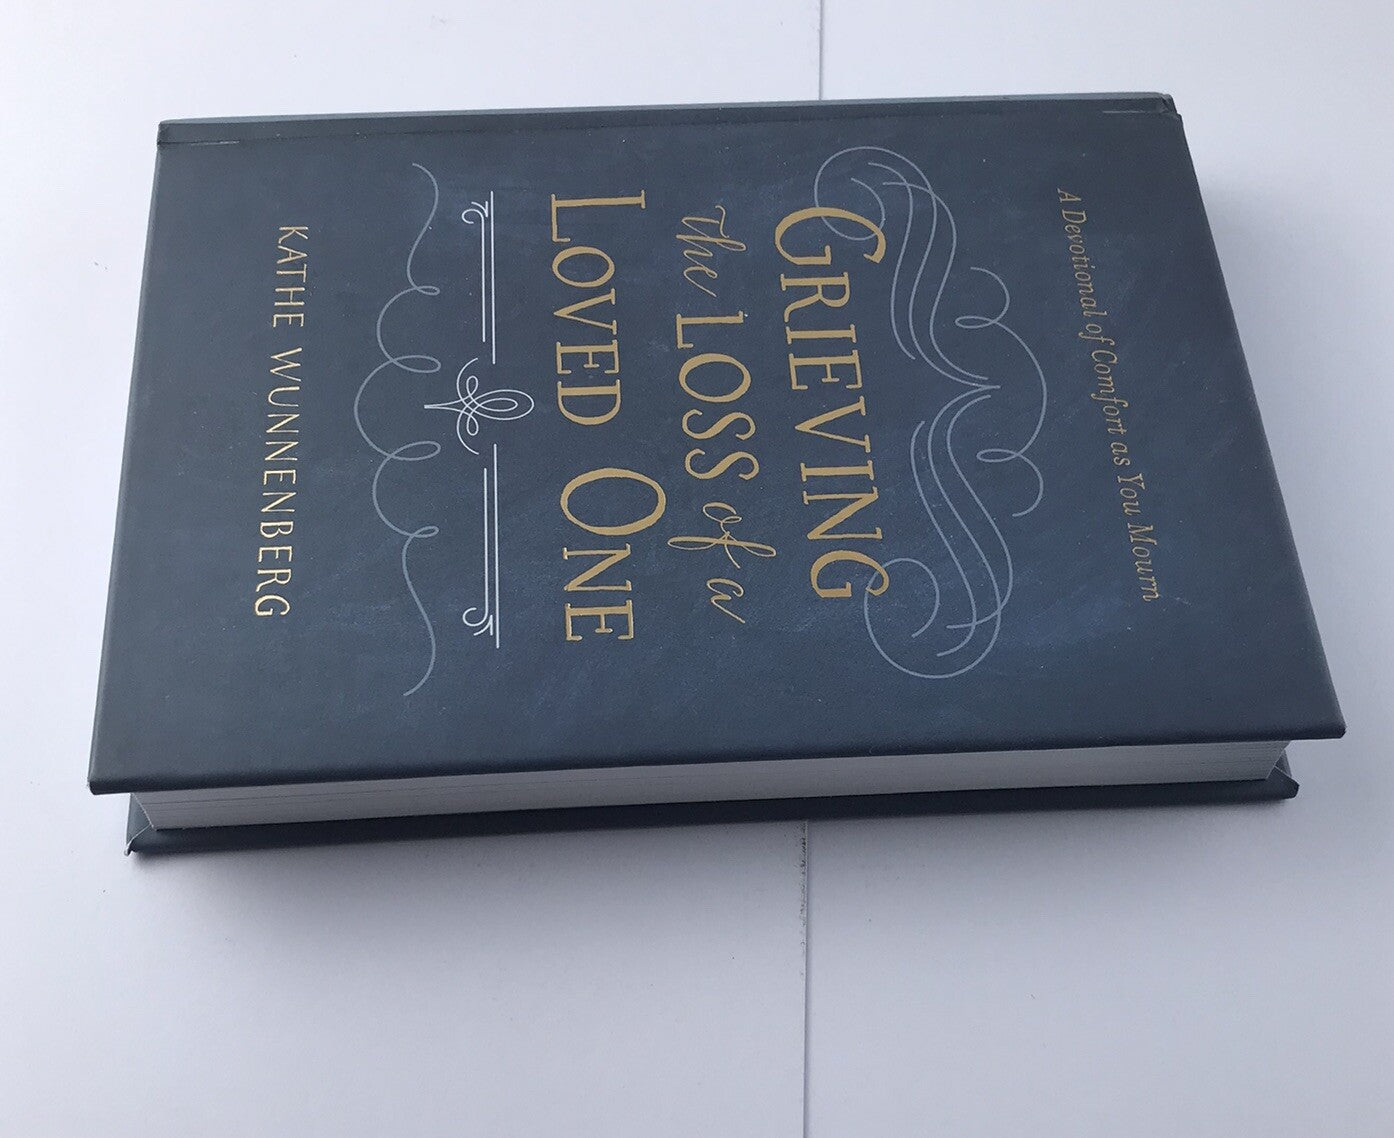 A Devotional of Comfort as You Mourn
GRIEVING
the LOSS of a
LOVED ONE
KATHE WUNNENBERG